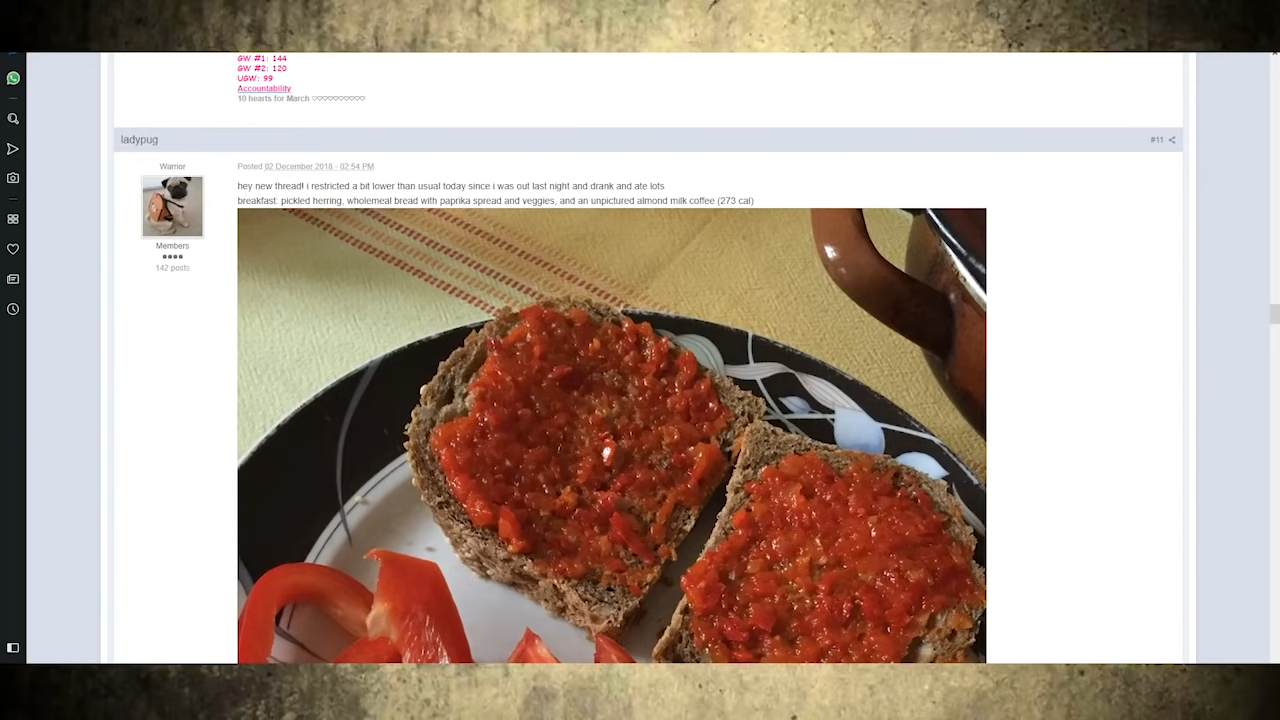 GW #1: 144
GW #2: 120
UGW: 99
Accountability
10 hearts for March ♡♡♡♡♡♡♡♡♡♡
ladypug
#11
Warrior
Posted 02 December 2018 - 02:54 PM
hey new thread! i restricted a bit lower than usual today since i was out last night and drank and ate lots
breakfast: pickled herring, wholemeal bread with paprika spread and veggies, and an unpictured almond milk coffee (273 cal)
Members
142 posts